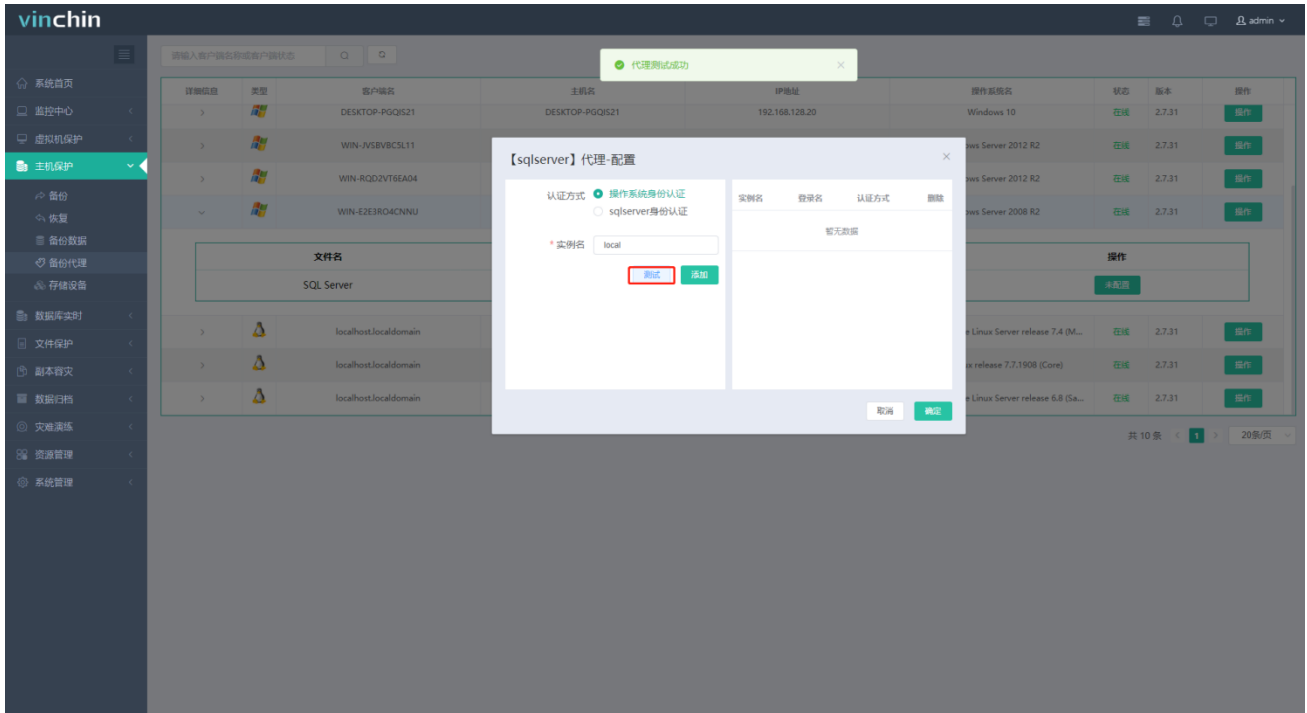 vinchin
admin
请输入客户端名称或客户端状态
代理测试成功
系统首页
监控中心
虚拟机保护
主机保护
备份
恢复
备份数据
备份代理
存储设备
数据库实时
文件保护
副本容灾
数据归档
灾难演练
资源管理
系统管理
详细信息 类型 客户端名 主机名 IP地址 操作系统名 状态 版本 操作
DESKTOP-PGQIS21 DESKTOP-PGQIS21 192.168.128.20 Windows 10 在线 2.7.31 操作
WIN-JVSBVBCSL11 ows Server 2012 R2 在线 2.7.31 操作
WIN-RQD2VT6EA04 ows Server 2012 R2 在线 2.7.31 操作
WIN-E2E3RO4CNNU ows Server 2008 R2 在线 2.7.31 操作
文件名 操作
SQL Server 未配置
localhost.localdomain e Linux Server release 7.4 (M... 在线 2.7.31 操作
localhost.localdomain ux release 7.7.1908 (Core) 在线 2.7.31 操作
localhost.localdomain e Linux Server release 6.8 (Sa... 在线 2.7.31 操作
共 10 条 1 20条/页
【sqlserver】代理-配置
认证方式 操作系统身份认证
sqlserver身份认证
* 实例名 local
测试 添加
实例名 登录名 认证方式 删除
暂无数据
取消 确定